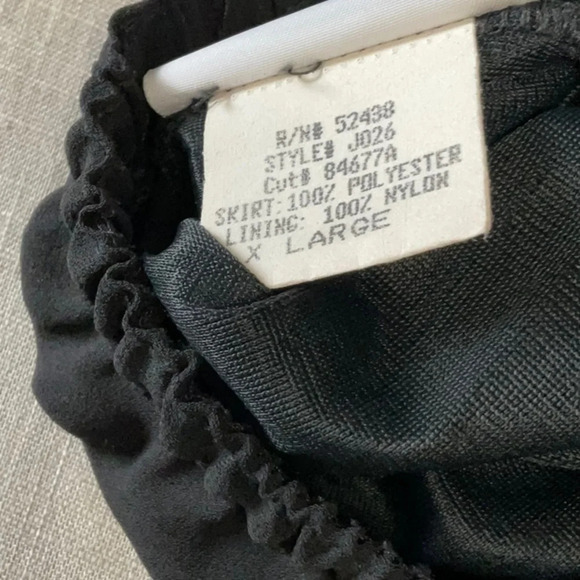 R/N# 52438
STYLE# J026
Cut# 84677A
SKIRT: 100% POLYESTER
LINING: 100% NYLON
X LARGE